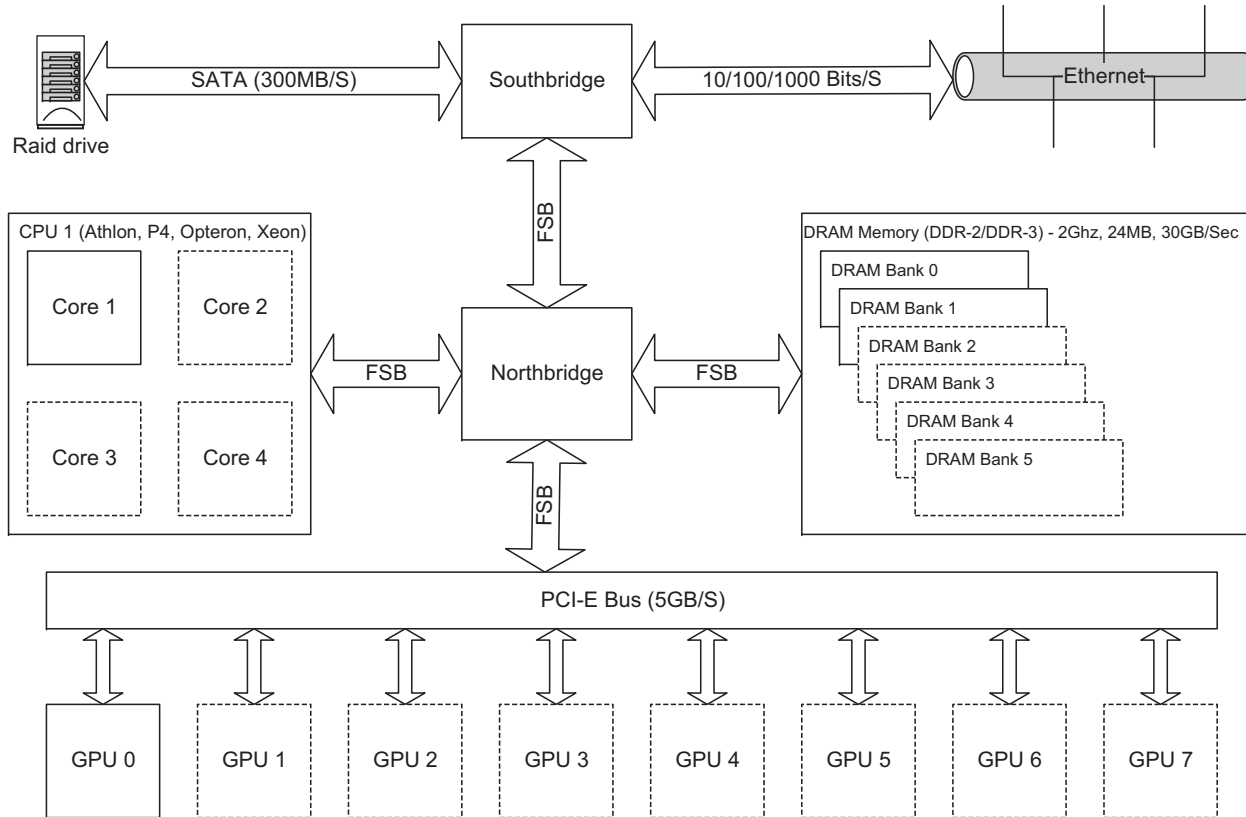 SATA (300MB/S)
Southbridge
10/100/1000 Bits/S
Ethernet
Raid drive
FSB
CPU 1 (Athlon, P4, Opteron, Xeon)
Core 1
Core 2
Core 3
Core 4
FSB
Northbridge
FSB
DRAM Memory (DDR-2/DDR-3) - 2Ghz, 24MB, 30GB/Sec
DRAM Bank 0
DRAM Bank 1
DRAM Bank 2
DRAM Bank 3
DRAM Bank 4
DRAM Bank 5
FSB
PCI-E Bus (5GB/S)
GPU 0
GPU 1
GPU 2
GPU 3
GPU 4
GPU 5
GPU 6
GPU 7